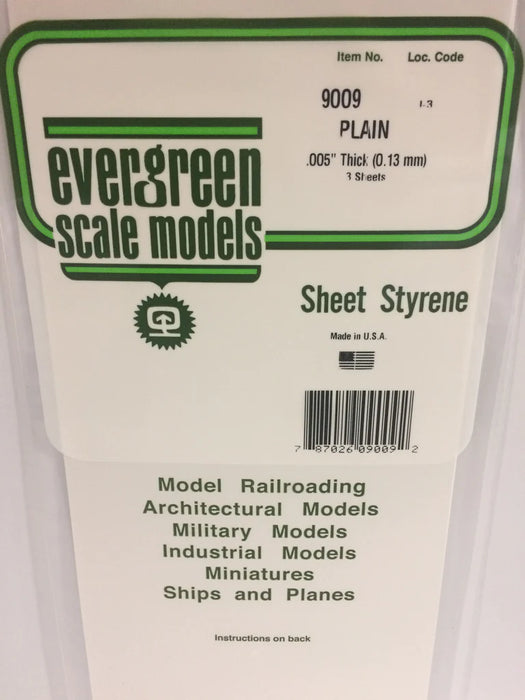 Item No. Loc. Code
9009 L3
PLAIN
.005" Thick (0.13 mm)
3 Sheets
evergreen
scale models
Sheet Styrene
Made in U.S.A.
7 87026 09009 2
Model Railroading
Architectural Models
Military Models
Industrial Models
Miniatures
Ships and Planes
Instructions on back